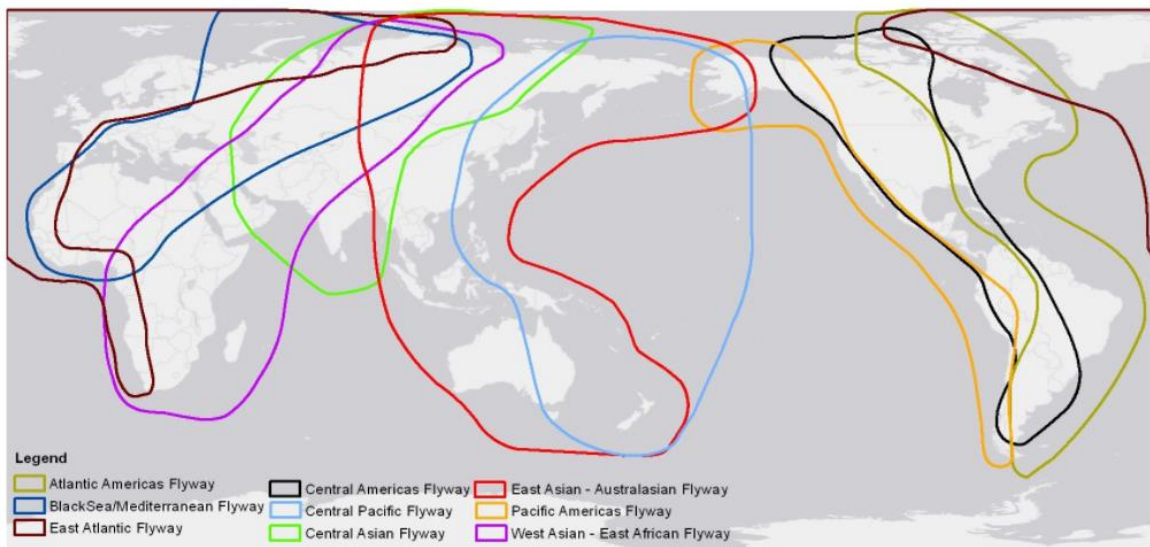 Legend
Atlantic Americas Flyway
BlackSea/Mediterranean Flyway
East Atlantic Flyway
Central Americas Flyway
Central Pacific Flyway
Central Asian Flyway
East Asian - Australasian Flyway
Pacific Americas Flyway
West Asian - East African Flyway